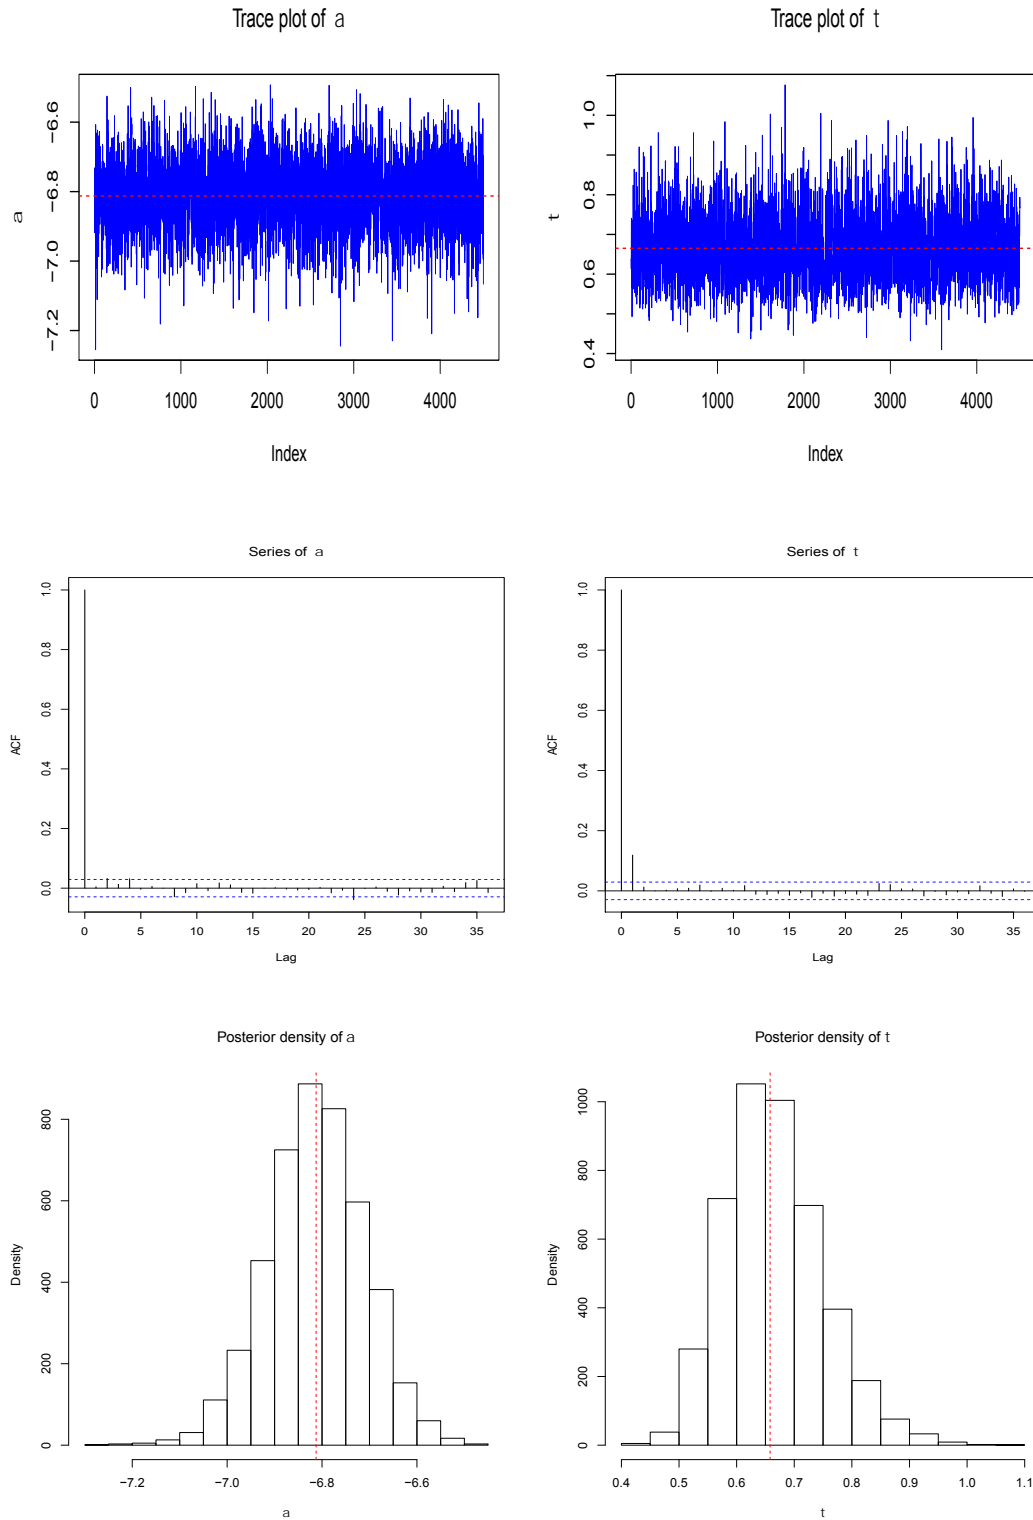 Trace plot of a
Trace plot of t
a
−7.2 −7.0 −6.8 −6.6
0 1000 2000 3000 4000
Index
t
0.4 0.6 0.8 1.0
0 1000 2000 3000 4000
Index
Series of a
Series of t
ACF
0.0 0.2 0.4 0.6 0.8 1.0
0 5 10 15 20 25 30 35
Lag
ACF
0.0 0.2 0.4 0.6 0.8 1.0
0 5 10 15 20 25 30 35
Lag
Posterior density of a
Posterior density of t
Density
0 200 400 600 800
−7.2 −7.0 −6.8 −6.6
a
Density
0 200 400 600 800 1000
0.4 0.5 0.6 0.7 0.8 0.9 1.0 1.1
t